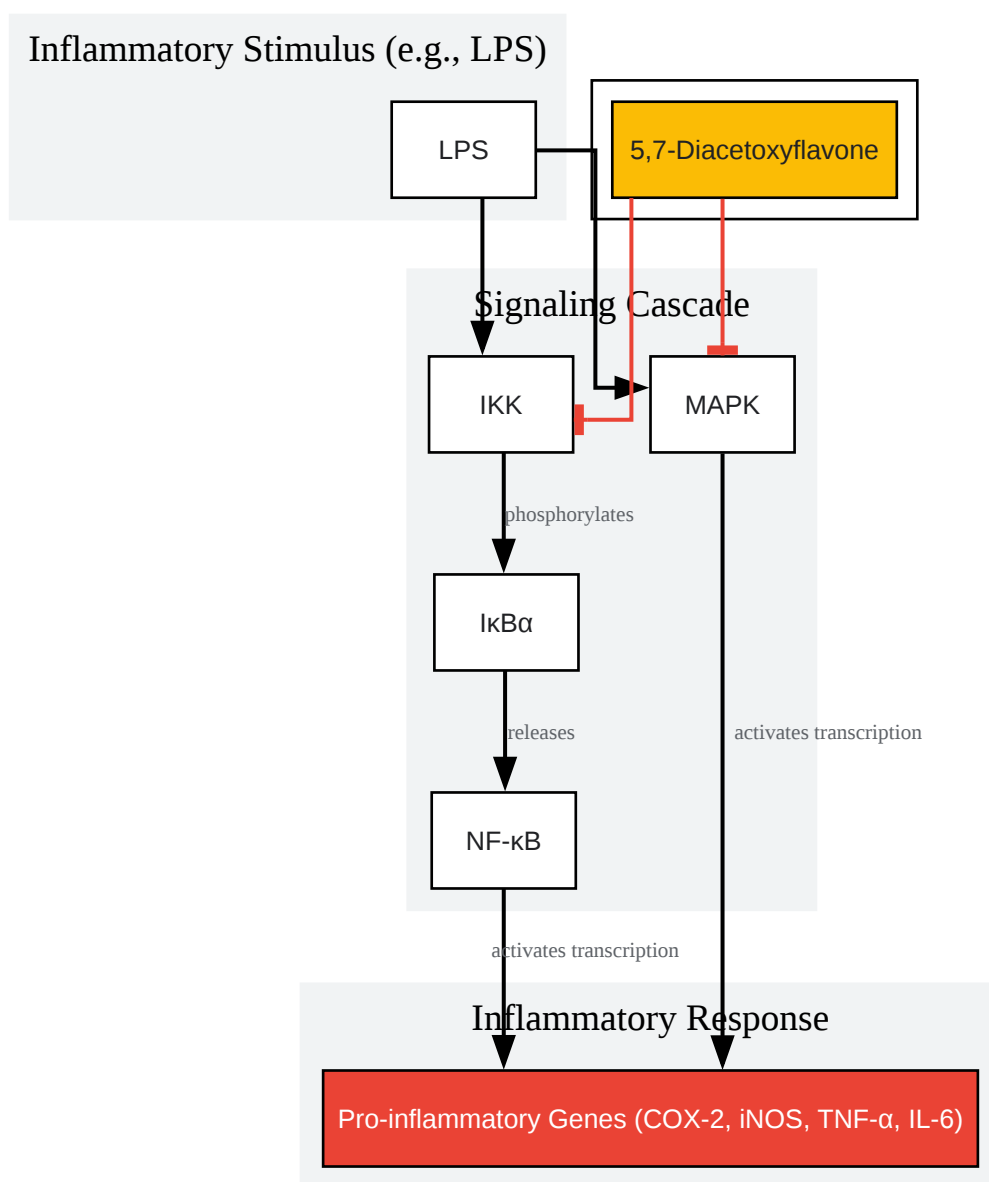 Inflammatory Stimulus (e.g., LPS)
LPS
5,7-Diacetoxyflavone
Signaling Cascade
IKK
MAPK
phosphorylates
IκBα
releases
activates transcription
NF-κB
activates transcription
Inflammatory Response
Pro-inflammatory Genes (COX-2, iNOS, TNF-α, IL-6)